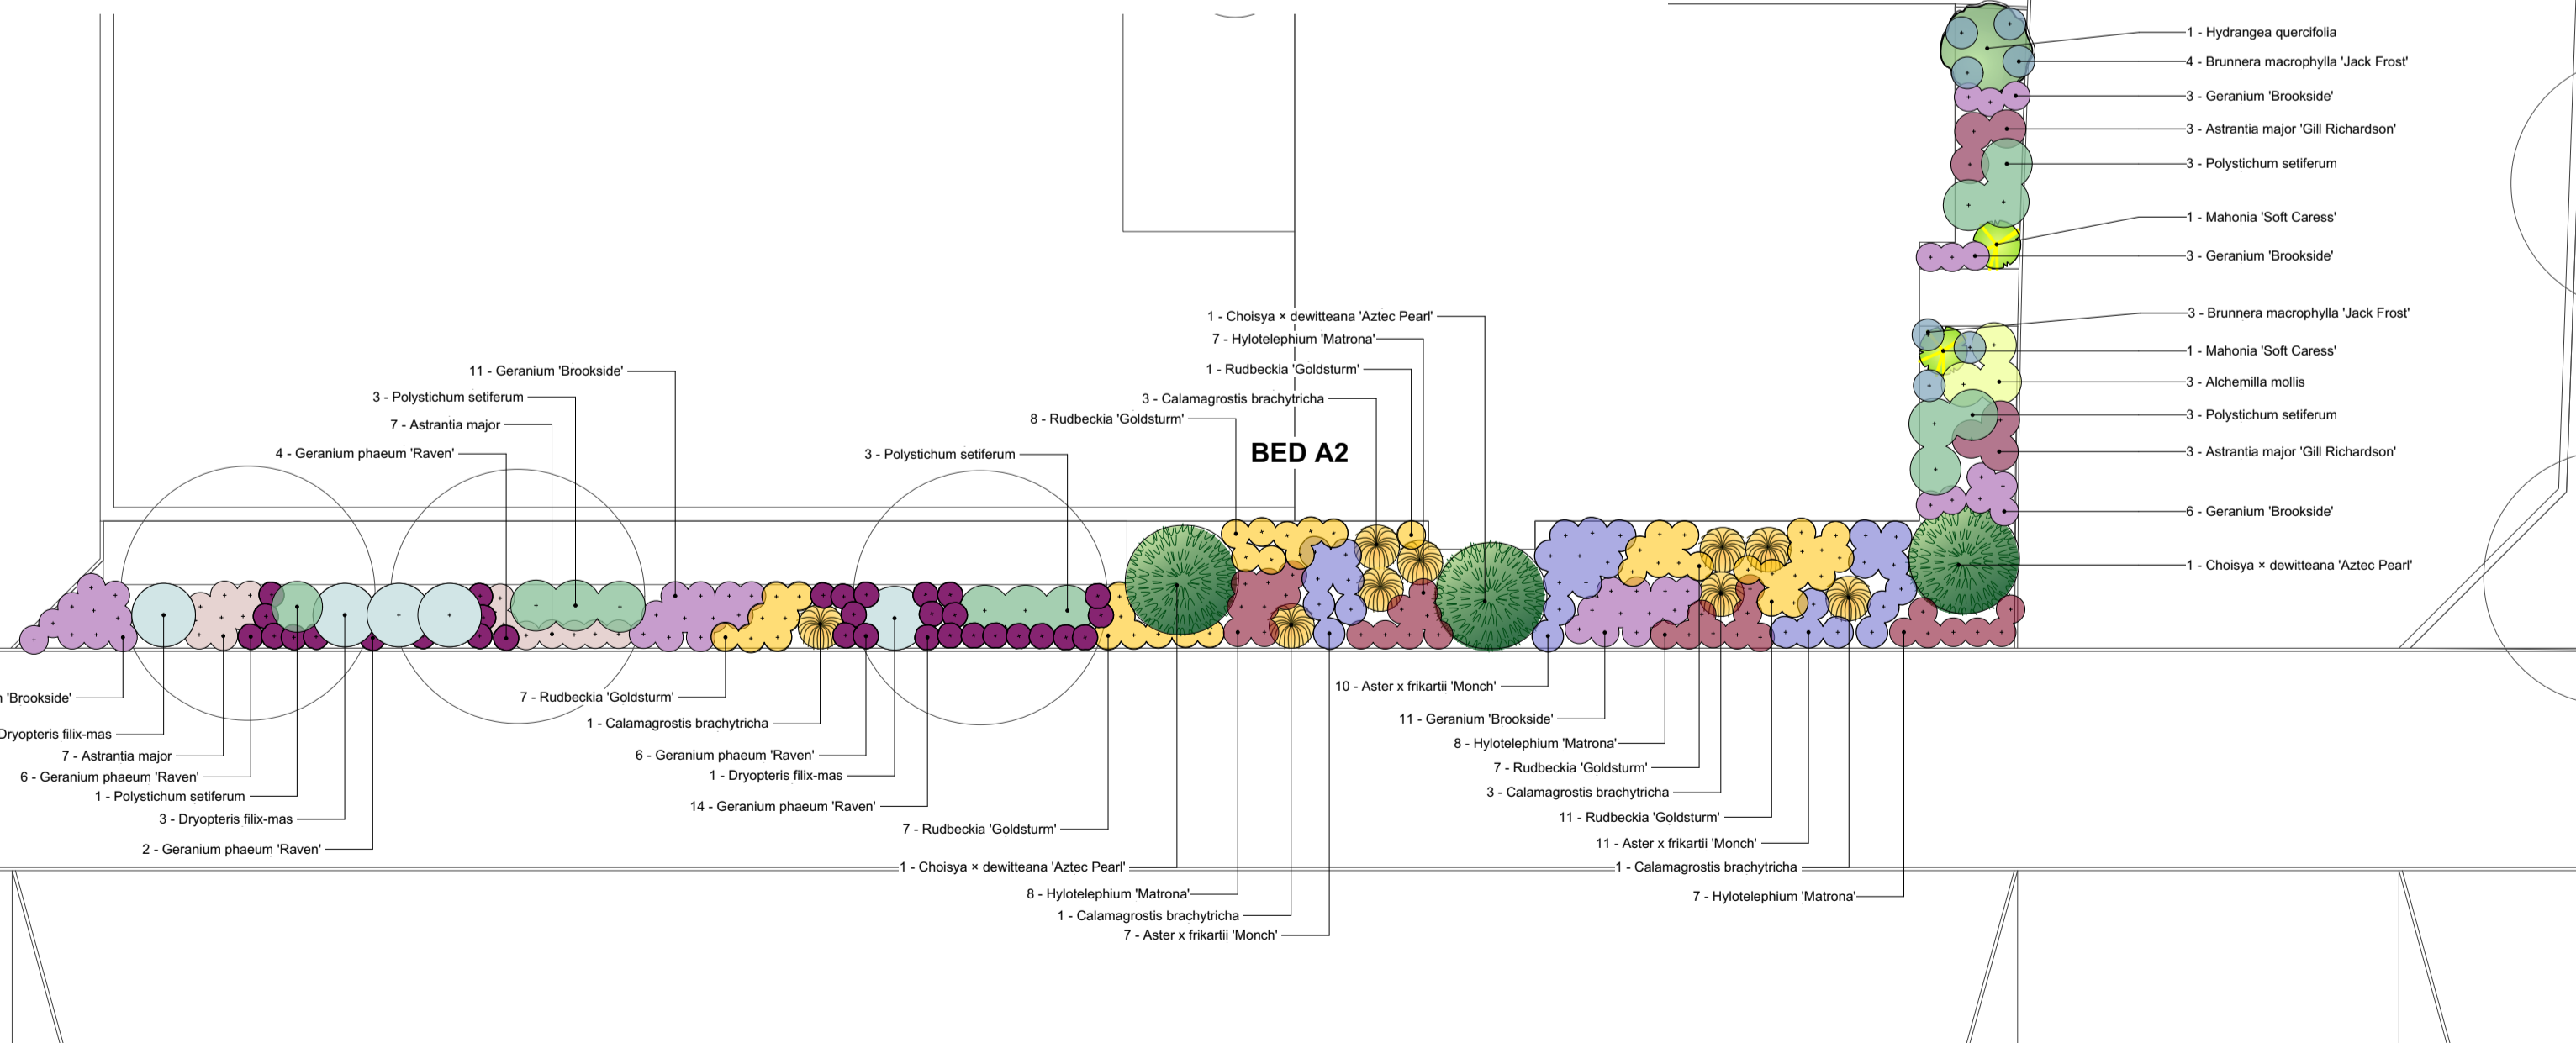 1 - Hydrangea quercifolia
4 - Brunnera macrophylla 'Jack Frost'
3 - Geranium 'Brookside'
3 - Astrantia major 'Gill Richardson'
3 - Polystichum setiferum
1 - Mahonia 'Soft Caress'
3 - Geranium 'Brookside'
3 - Brunnera macrophylla 'Jack Frost'
1 - Mahonia 'Soft Caress'
3 - Alchemilla mollis
3 - Polystichum setiferum
3 - Astrantia major 'Gill Richardson'
6 - Geranium 'Brookside'
1 - Choisya × dewitteana 'Aztec Pearl'
1 - Choisya × dewitteana 'Aztec Pearl'
7 - Hylotelephium 'Matrona'
1 - Rudbeckia 'Goldsturm'
3 - Calamagrostis brachytricha
8 - Rudbeckia 'Goldsturm'
BED A2
11 - Geranium 'Brookside'
3 - Polystichum setiferum
7 - Astrantia major
4 - Geranium phaeum 'Raven'
3 - Polystichum setiferum
'Brookside'
Dryopteris filix-mas
7 - Astrantia major
6 - Geranium phaeum 'Raven'
1 - Polystichum setiferum
3 - Dryopteris filix-mas
2 - Geranium phaeum 'Raven'
7 - Rudbeckia 'Goldsturm'
1 - Calamagrostis brachytricha
6 - Geranium phaeum 'Raven'
1 - Dryopteris filix-mas
14 - Geranium phaeum 'Raven'
7 - Rudbeckia 'Goldsturm'
1 - Choisya × dewitteana 'Aztec Pearl'
8 - Hylotelephium 'Matrona'
1 - Calamagrostis brachytricha
7 - Aster x frikartii 'Monch'
10 - Aster x frikartii 'Monch'
11 - Geranium 'Brookside'
8 - Hylotelephium 'Matrona'
7 - Rudbeckia 'Goldsturm'
3 - Calamagrostis brachytricha
11 - Rudbeckia 'Goldsturm'
11 - Aster x frikartii 'Monch'
1 - Calamagrostis brachytricha
7 - Hylotelephium 'Matrona'